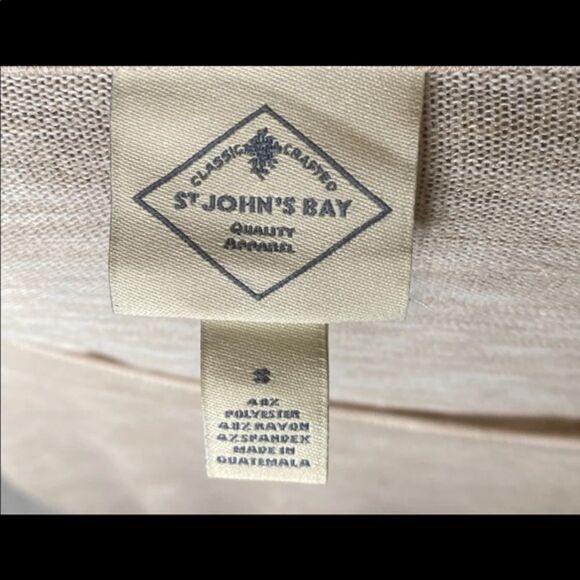 CLASSIC CRAFTED
ST JOHN'S BAY
QUALITY
APPAREL
S
48%
POLYESTER
48% RAYON
4% SPANDEX
MADE IN
GUATEMALA